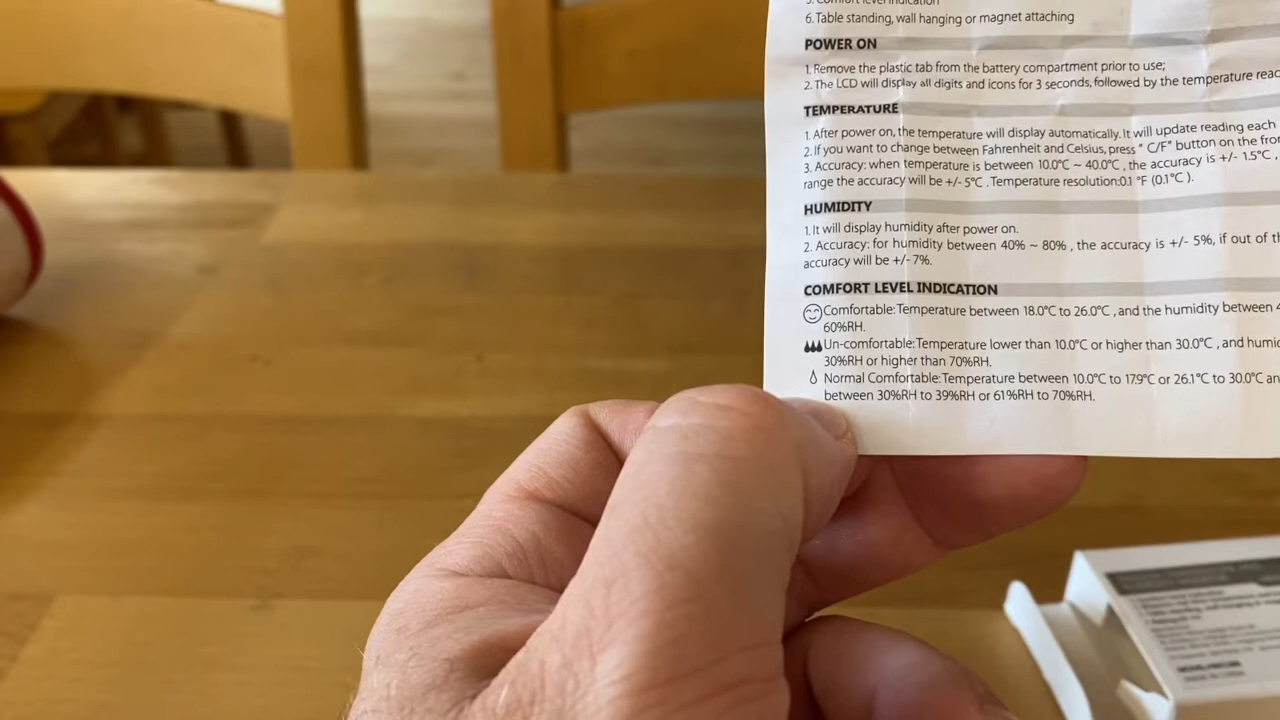 5. Comfort level indication
6. Table standing, wall hanging or magnet attaching
POWER ON
1. Remove the plastic tab from the battery compartment prior to use;
2. The LCD will display all digits and icons for 3 seconds, followed by the temperature
TEMPERATURE
1. After power on, the temperature will display automatically. It will update reading each
2. If you want to change between Fahrenheit and Celsius, press " C/F" button on the
3. Accuracy: when temperature is between 10.0°C ~ 40.0°C , the accuracy is +/- 1.5°C ,
range the accuracy will be +/- 5°C . Temperature resolution:0.1 °F (0.1°C ).
HUMIDITY
1. It will display humidity after power on.
2. Accuracy: for humidity between 40% ~ 80% , the accuracy is +/- 5%, if out of
accuracy will be +/- 7%.
COMFORT LEVEL INDICATION
Comfortable: Temperature between 18.0°C to 26.0°C , and the humidity between
60%RH.
Un-comfortable: Temperature lower than 10.0°C or higher than 30.0°C , and
30%RH or higher than 70%RH.
Normal Comfortable: Temperature between 10.0°C to 17.9°C or 26.1°C to 30.0°C
between 30%RH to 39%RH or 61%RH to 70%RH.